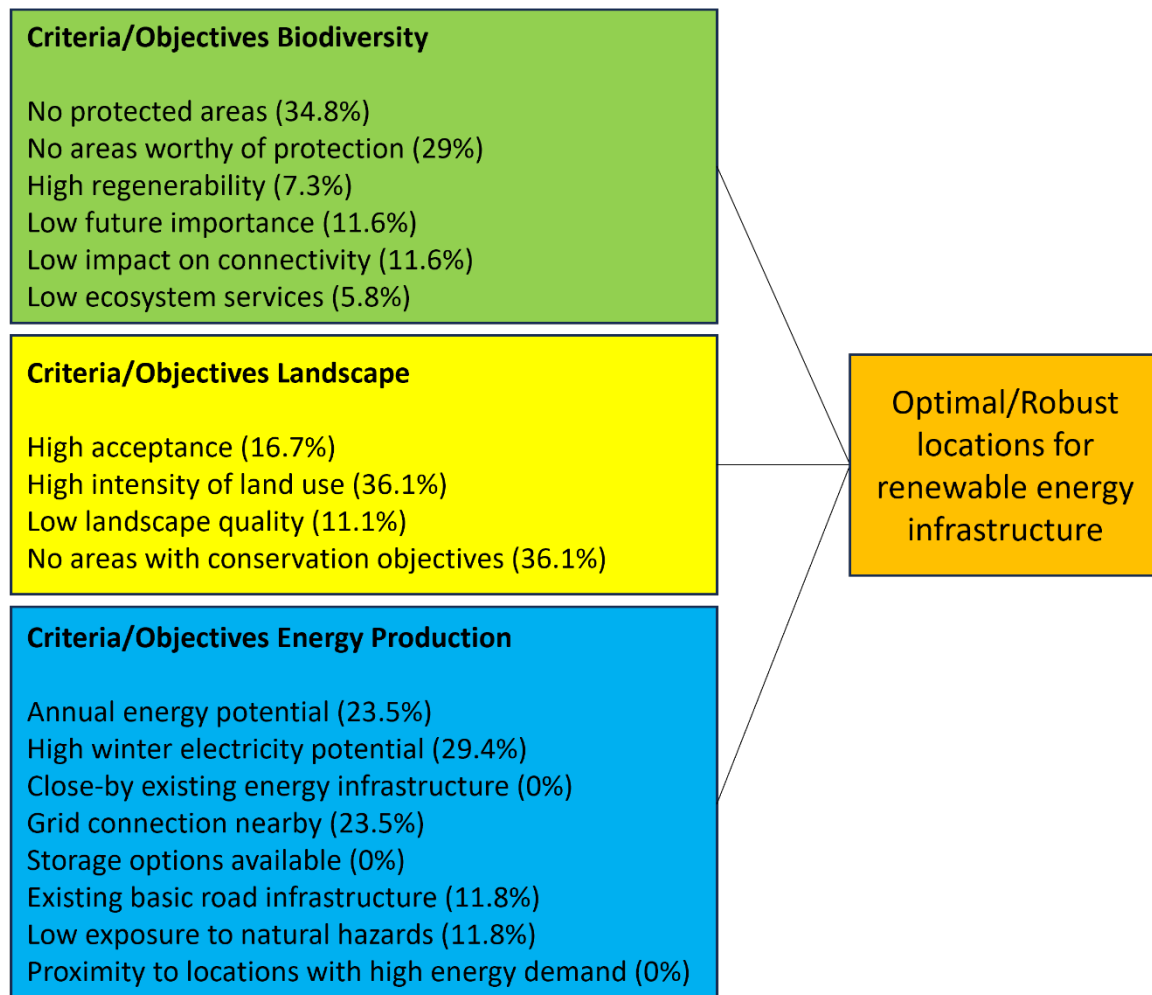 Criteria/Objectives Biodiversity
No protected areas (34.8%)
No areas worthy of protection (29%)
High regenerability (7.3%)
Low future importance (11.6%)
Low impact on connectivity (11.6%)
Low ecosystem services (5.8%)
Criteria/Objectives Landscape
High acceptance (16.7%)
High intensity of land use (36.1%)
Low landscape quality (11.1%)
No areas with conservation objectives (36.1%)
Criteria/Objectives Energy Production
Annual energy potential (23.5%)
High winter electricity potential (29.4%)
Close-by existing energy infrastructure (0%)
Grid connection nearby (23.5%)
Storage options available (0%)
Existing basic road infrastructure (11.8%)
Low exposure to natural hazards (11.8%)
Proximity to locations with high energy demand (0%)
Optimal/Robust
locations for
renewable energy
infrastructure